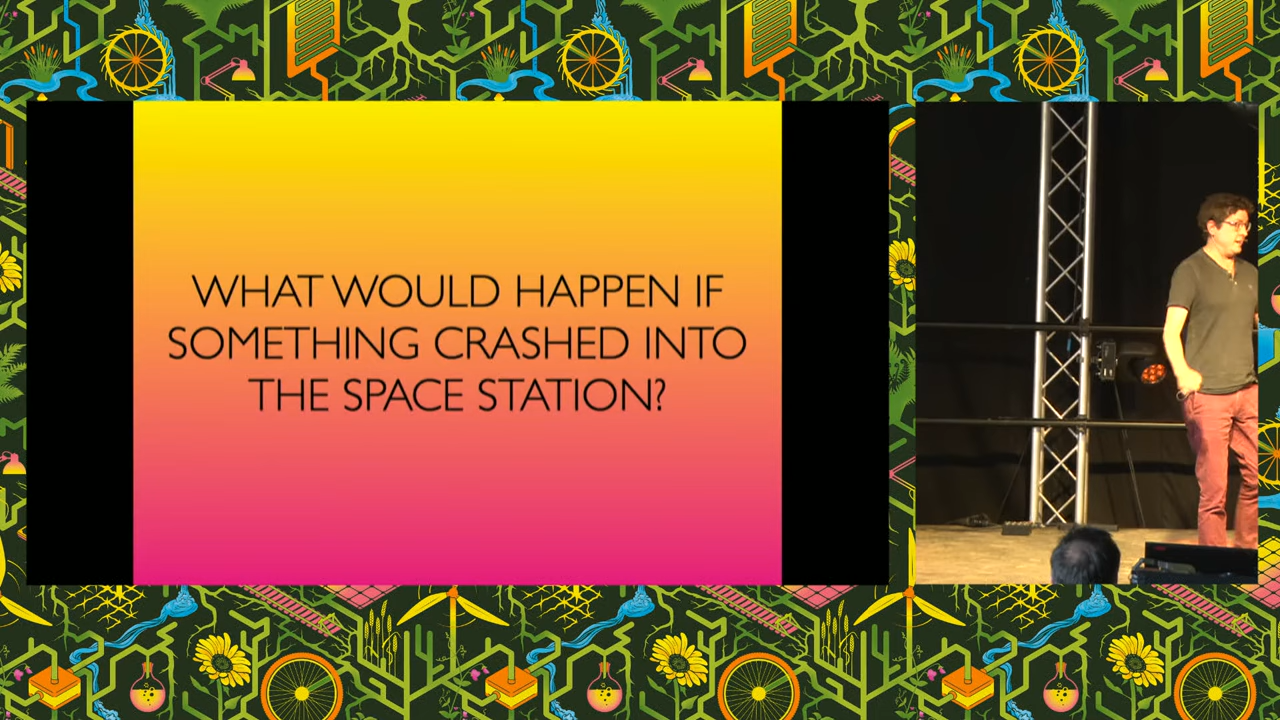 WHAT WOULD HAPPEN IF
SOMETHING CRASHED INTO
THE SPACE STATION?